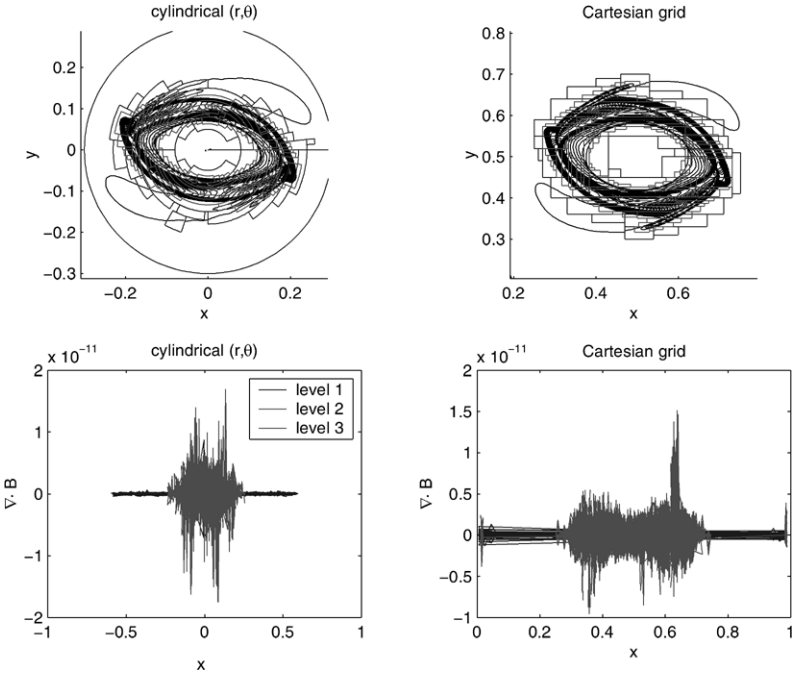 cylindrical (r,θ)
0.2
0.1
0
−0.1
−0.2
−0.3
y
−0.2
0
0.2
x
Cartesian grid
0.8
0.7
0.6
0.5
0.4
0.3
y
0.2
0.4
0.6
x
x 10⁻¹¹
cylindrical (r,θ)
2
1
0
−1
−2
∇· B
level 1
level 2
level 3
−1
−0.5
0
0.5
1
x
x 10⁻¹¹
Cartesian grid
2
1.5
1
0.5
0
−0.5
−1
∇· B
0
0.2
0.4
0.6
0.8
1
x